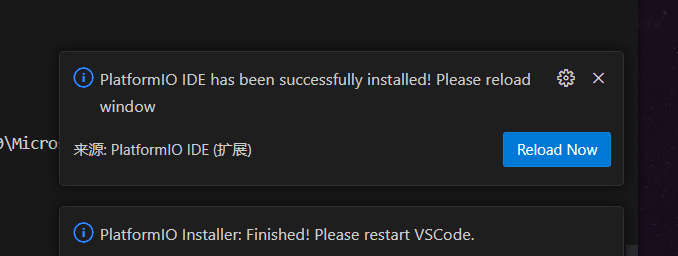 PlatformIO IDE has been successfully installed! Please reload
window
\Micros
来源: PlatformIO IDE (扩展)
Reload Now
PlatformIO Installer: Finished! Please restart VSCode.